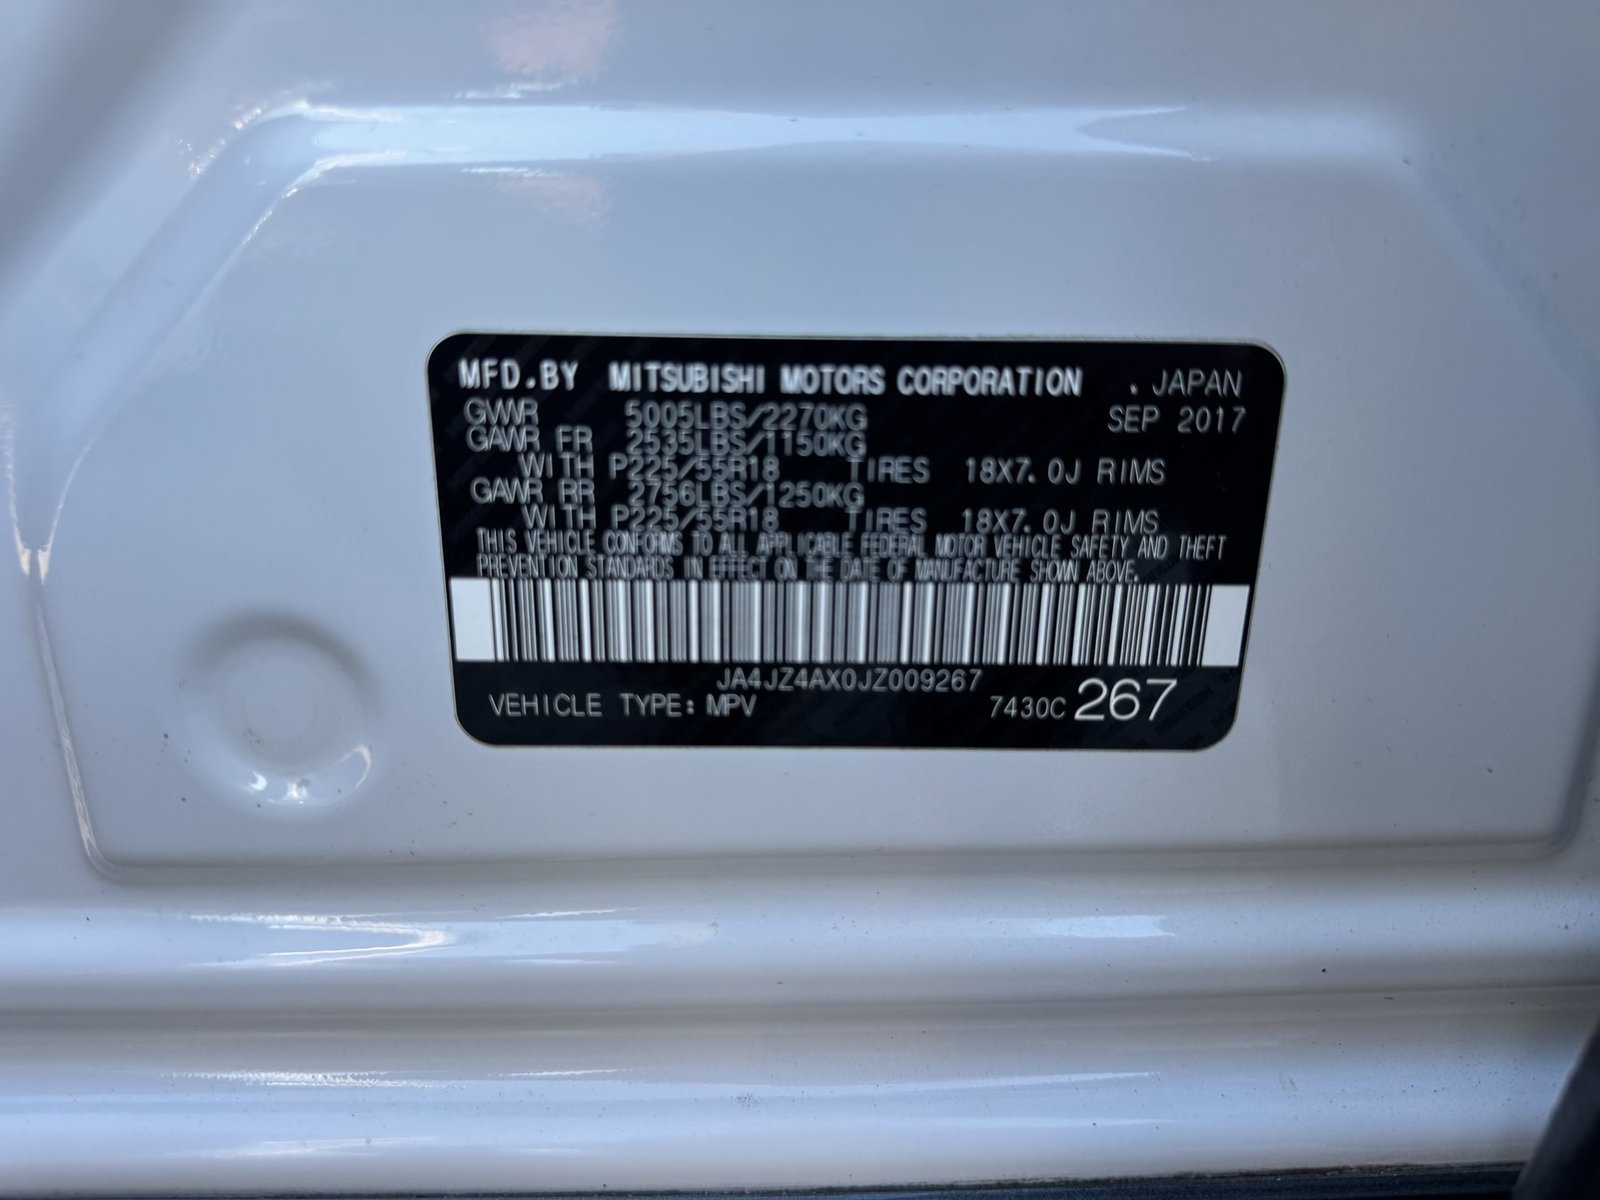 MFD.BY MITSUBISHI MOTORS CORPORATION . JAPAN
GVWR 5005LBS/2270KG SEP 2017
GAWR FR 2535LBS/1150KG
WITH P225/55R18 TIRES 18X7.0J RIMS
GAWR RR 2756LBS/1250KG
WITH P225/55R18 TIRES 18X7.0J RIMS
THIS VEHICLE CONFORMS TO ALL APPLICABLE FEDERAL MOTOR VEHICLE SAFETY AND THEFT
PREVENTION STANDARDS IN EFFECT ON THE DATE OF MANUFACTURE SHOWN ABOVE.
JA4JZ4AX0JZ009267
VEHICLE TYPE: MPV 7430C 267